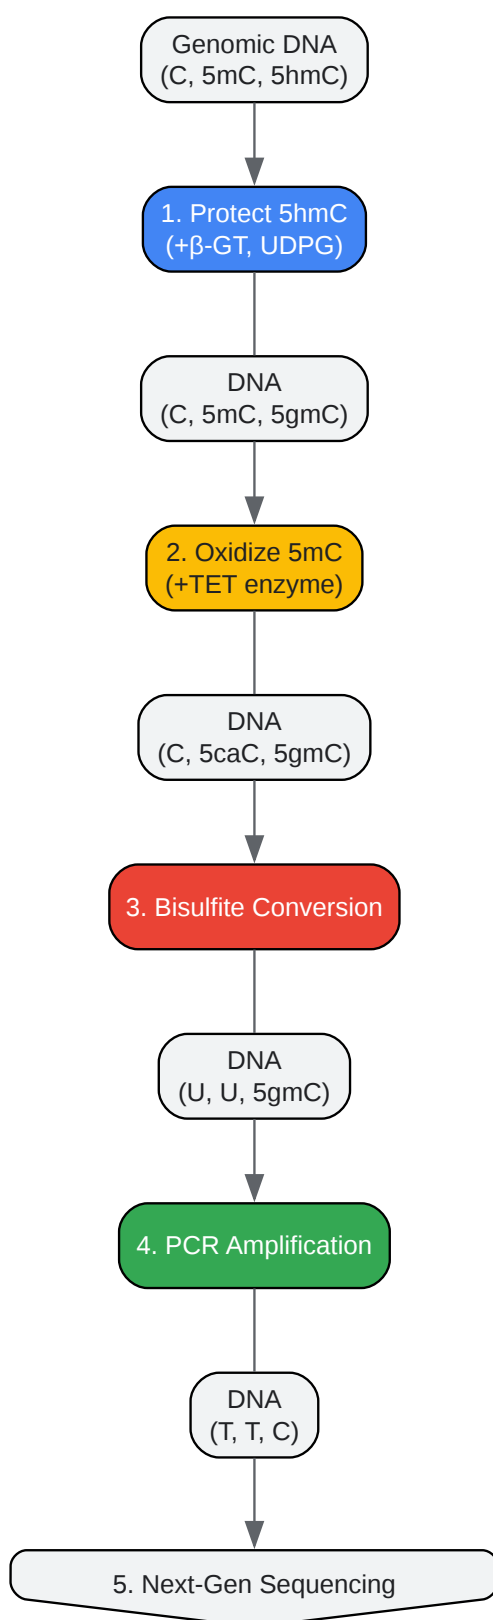 Genomic DNA
(C, 5mC, 5hmC)
1. Protect 5hmC
(+β-GT, UDPG)
DNA
(C, 5mC, 5gmC)
2. Oxidize 5mC
(+TET enzyme)
DNA
(C, 5caC, 5gmC)
3. Bisulfite Conversion
DNA
(U, U, 5gmC)
4. PCR Amplification
DNA
(T, T, C)
5. Next-Gen Sequencing